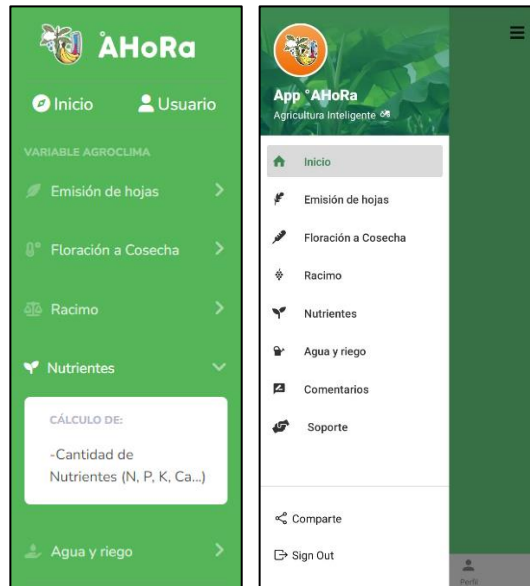 ÅHoRa
Inicio
Usuario
VARIABLE AGROCLIMA
Emisión de hojas
Floración a Cosecha
Racimo
Nutrientes
CÁLCULO DE:
-Cantidad de
Nutrientes (N, P, K, Ca...)
Agua y riego
App °AHoRa
Agricultura Inteligente
Inicio
Emisión de hojas
Floración a Cosecha
Racimo
Nutrientes
Agua y riego
Comentarios
Soporte
Comparte
Sign Out
Perfil